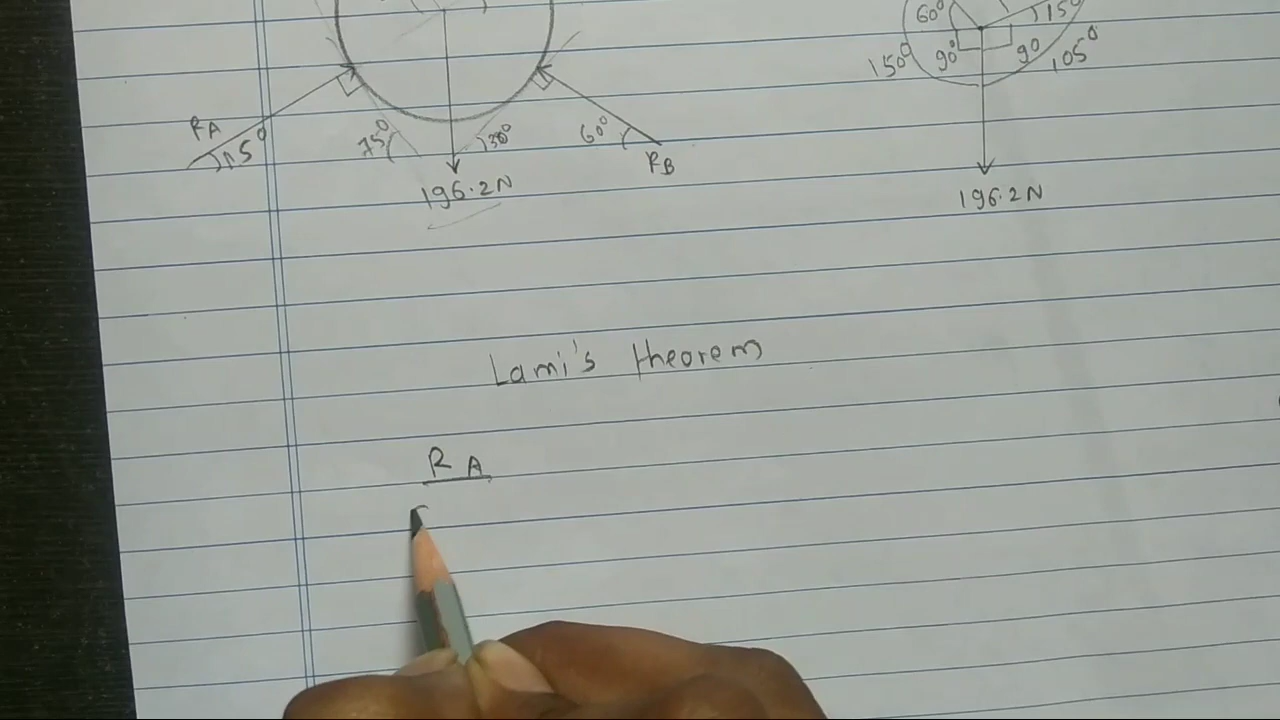 60° 15°
150° 90° 90° 105°
RA 15° 75° 30° 60° RB
196.2N
196.2N
Lami's theorem
RA